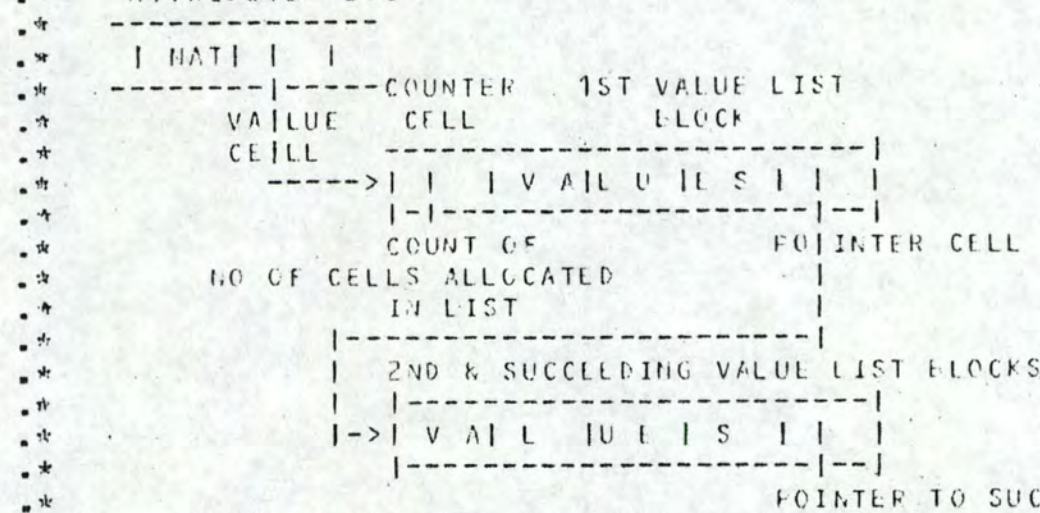 .*    -----------------
.*     | NAT| |  |
.*    --------|-----COUNTER    1ST VALUE LIST
.*         VA|LUE    CELL         BLOCK
.*         CE|LL    ------------------------------|
.*           ----->| |  | V A|L U |E S | |  |
.*                 |-|------------------------|--|
.*                 COUNT OF                 PO|INTER CELL
.*       NO OF CELLS ALLOCATED                |
.*                 IN LIST                    |
.*             |------------------------------|
.*             |   2ND & SUCCEEDING VALUE LIST BLOCKS
.*             |   |-----------------------------|
.*             |->| V A| L  |U E | S  | |  |
.*                 |--------------------------|--|
.*                                          POINTER TO SUC